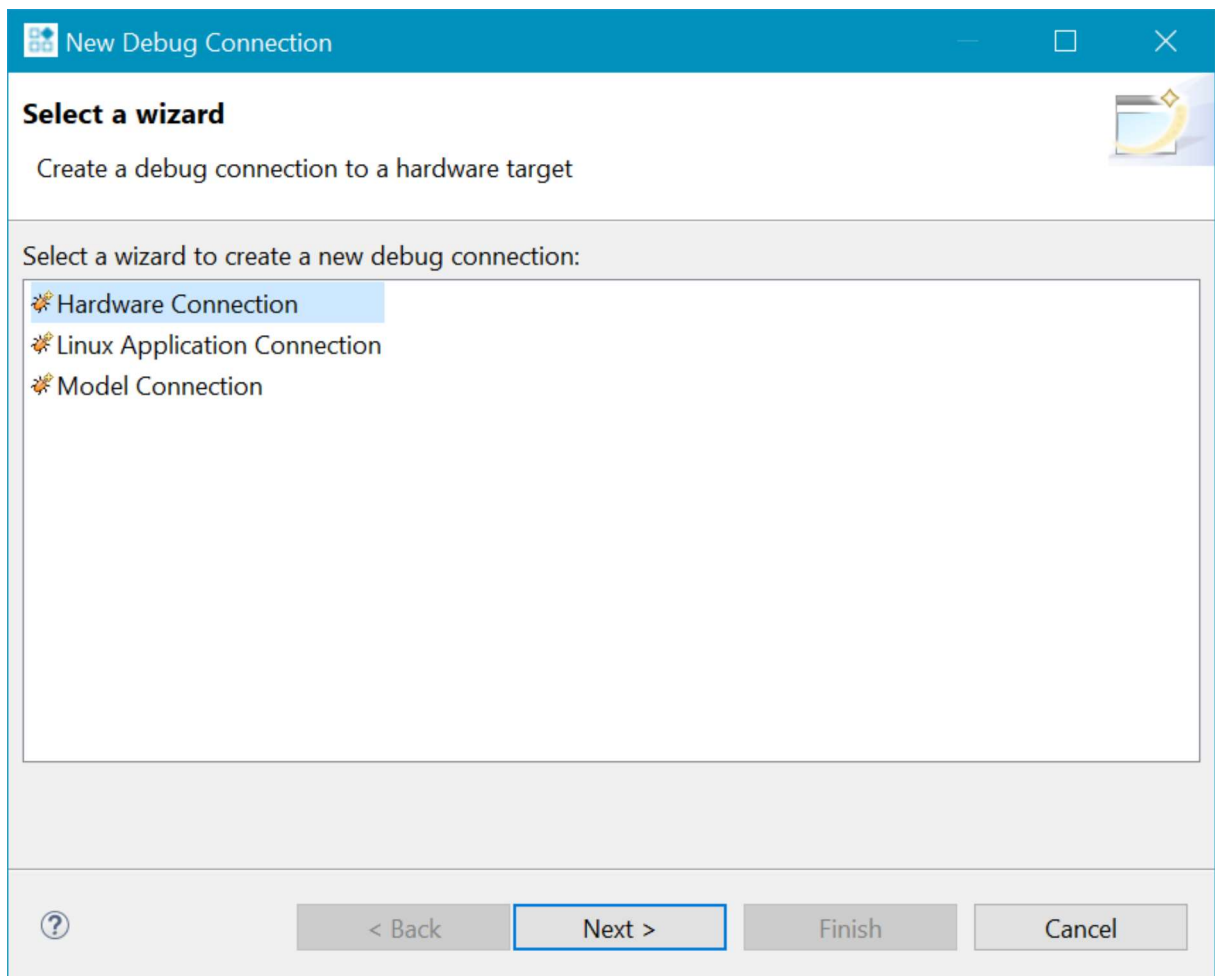 New Debug Connection
Select a wizard
Create a debug connection to a hardware target
Select a wizard to create a new debug connection:
Hardware Connection
Linux Application Connection
Model Connection
?
< Back
Next >
Finish
Cancel